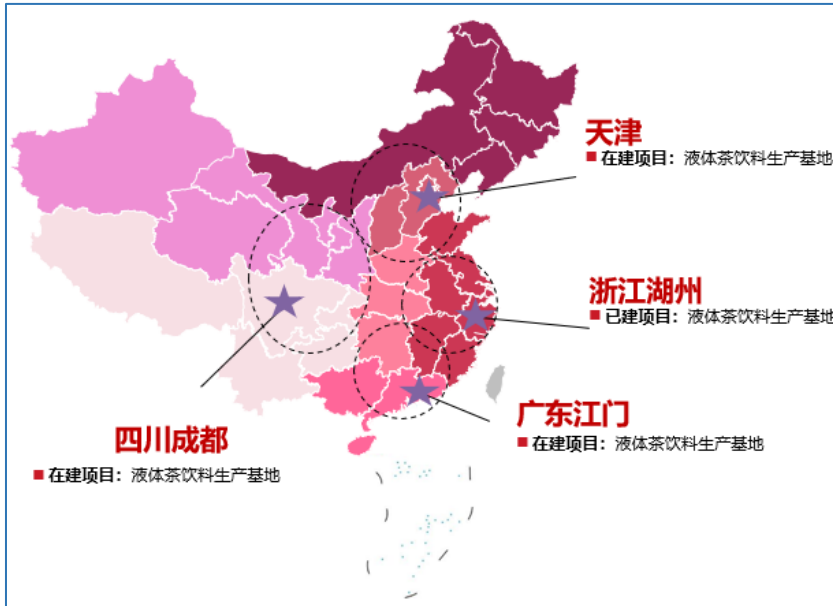 天津
■ 在建项目：液体茶饮料生产基地
浙江湖州
■ 已建项目：液体茶饮料生产基地
广东江门
■ 在建项目：液体茶饮料生产基地
四川成都
■ 在建项目：液体茶饮料生产基地